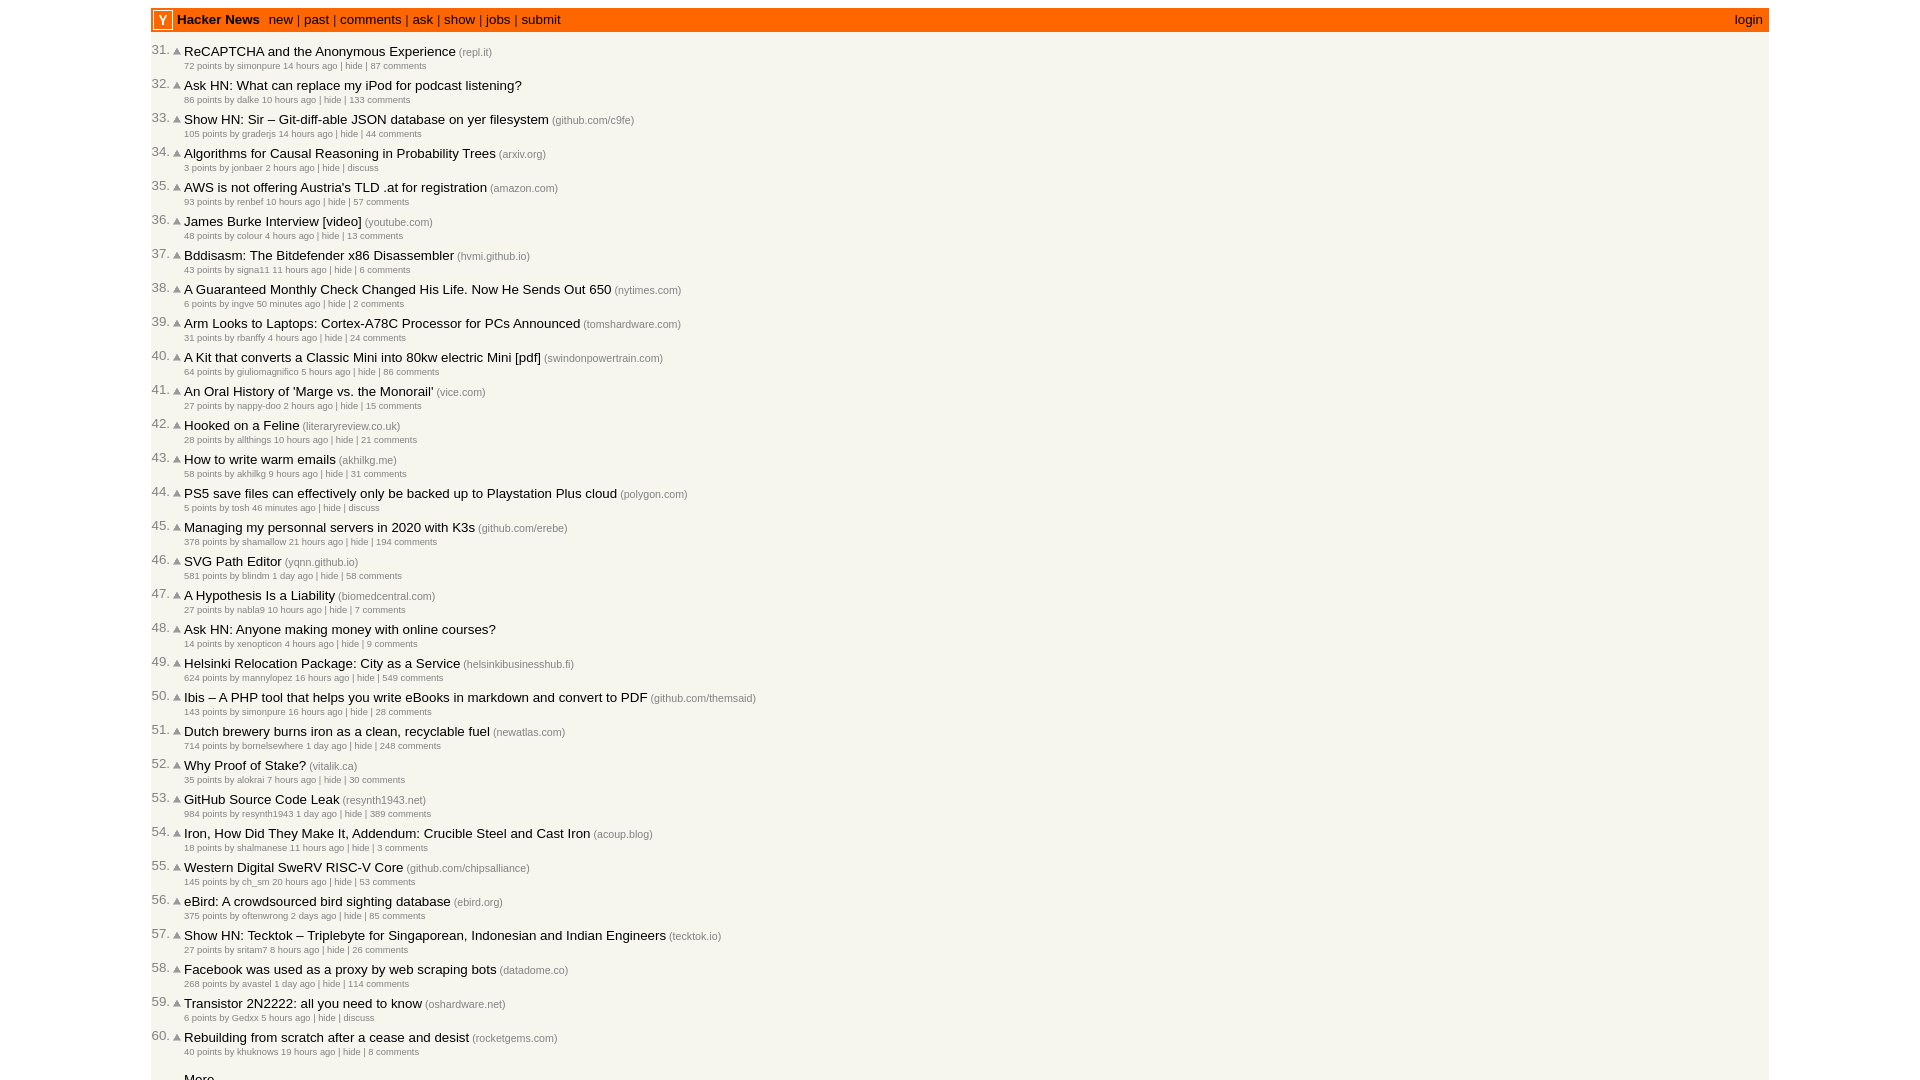 Y Hacker News new | past | comments | ask | show | jobs | submit login
31. ReCAPTCHA and the Anonymous Experience (repl.it)
72 points by simonpure 14 hours ago | hide | 87 comments
32. Ask HN: What can replace my iPod for podcast listening?
86 points by dalke 10 hours ago | hide | 133 comments
33. Show HN: Sir – Git-diff-able JSON database on yer filesystem (github.com/c9fe)
105 points by graderjs 14 hours ago | hide | 44 comments
34. Algorithms for Causal Reasoning in Probability Trees (arxiv.org)
3 points by jonbaer 2 hours ago | hide | discuss
35. AWS is not offering Austria's TLD .at for registration (amazon.com)
93 points by renbef 10 hours ago | hide | 57 comments
36. James Burke Interview [video] (youtube.com)
48 points by colour 4 hours ago | hide | 13 comments
37. Bddisasm: The Bitdefender x86 Disassembler (hvmi.github.io)
43 points by signa11 11 hours ago | hide | 6 comments
38. A Guaranteed Monthly Check Changed His Life. Now He Sends Out 650 (nytimes.com)
6 points by ingve 50 minutes ago | hide | 2 comments
39. Arm Looks to Laptops: Cortex-A78C Processor for PCs Announced (tomshardware.com)
31 points by rbanffy 4 hours ago | hide | 24 comments
40. A Kit that converts a Classic Mini into 80kw electric Mini [pdf] (swindonpowertrain.com)
64 points by giuliomagnifico 5 hours ago | hide | 86 comments
41. An Oral History of 'Marge vs. the Monorail' (vice.com)
27 points by nappy-doo 2 hours ago | hide | 15 comments
42. Hooked on a Feline (literaryreview.co.uk)
28 points by allthings 10 hours ago | hide | 21 comments
43. How to write warm emails (akhilkg.me)
58 points by akhilkg 9 hours ago | hide | 31 comments
44. PS5 save files can effectively only be backed up to Playstation Plus cloud (polygon.com)
5 points by tosh 46 minutes ago | hide | discuss
45. Managing my personnal servers in 2020 with K3s (github.com/erebe)
378 points by shamallow 21 hours ago | hide | 194 comments
46. SVG Path Editor (yqnn.github.io)
581 points by blindm 1 day ago | hide | 58 comments
47. A Hypothesis Is a Liability (biomedcentral.com)
27 points by nabla9 10 hours ago | hide | 7 comments
48. Ask HN: Anyone making money with online courses?
14 points by xenopticon 4 hours ago | hide | 9 comments
49. Helsinki Relocation Package: City as a Service (helsinkibusinesshub.fi)
624 points by mannylopez 16 hours ago | hide | 549 comments
50. Ibis – A PHP tool that helps you write eBooks in markdown and convert to PDF (github.com/themsaid)
143 points by simonpure 16 hours ago | hide | 28 comments
51. Dutch brewery burns iron as a clean, recyclable fuel (newatlas.com)
714 points by bornelsewhere 1 day ago | hide | 248 comments
52. Why Proof of Stake? (vitalik.ca)
35 points by alokrai 7 hours ago | hide | 30 comments
53. GitHub Source Code Leak (resynth1943.net)
984 points by resynth1943 1 day ago | hide | 389 comments
54. Iron, How Did They Make It, Addendum: Crucible Steel and Cast Iron (acoup.blog)
18 points by shalmanese 11 hours ago | hide | 3 comments
55. Western Digital SweRV RISC-V Core (github.com/chipsalliance)
145 points by ch_sm 20 hours ago | hide | 53 comments
56. eBird: A crowdsourced bird sighting database (ebird.org)
375 points by oftenwrong 2 days ago | hide | 85 comments
57. Show HN: Tecktok – Triplebyte for Singaporean, Indonesian and Indian Engineers (tecktok.io)
27 points by sritam7 8 hours ago | hide | 26 comments
58. Facebook was used as a proxy by web scraping bots (datadome.co)
268 points by avastel 1 day ago | hide | 114 comments
59. Transistor 2N2222: all you need to know (oshardware.net)
6 points by Gedxx 5 hours ago | hide | discuss
60. Rebuilding from scratch after a cease and desist (rocketgems.com)
40 points by khuknows 19 hours ago | hide | 8 comments
More